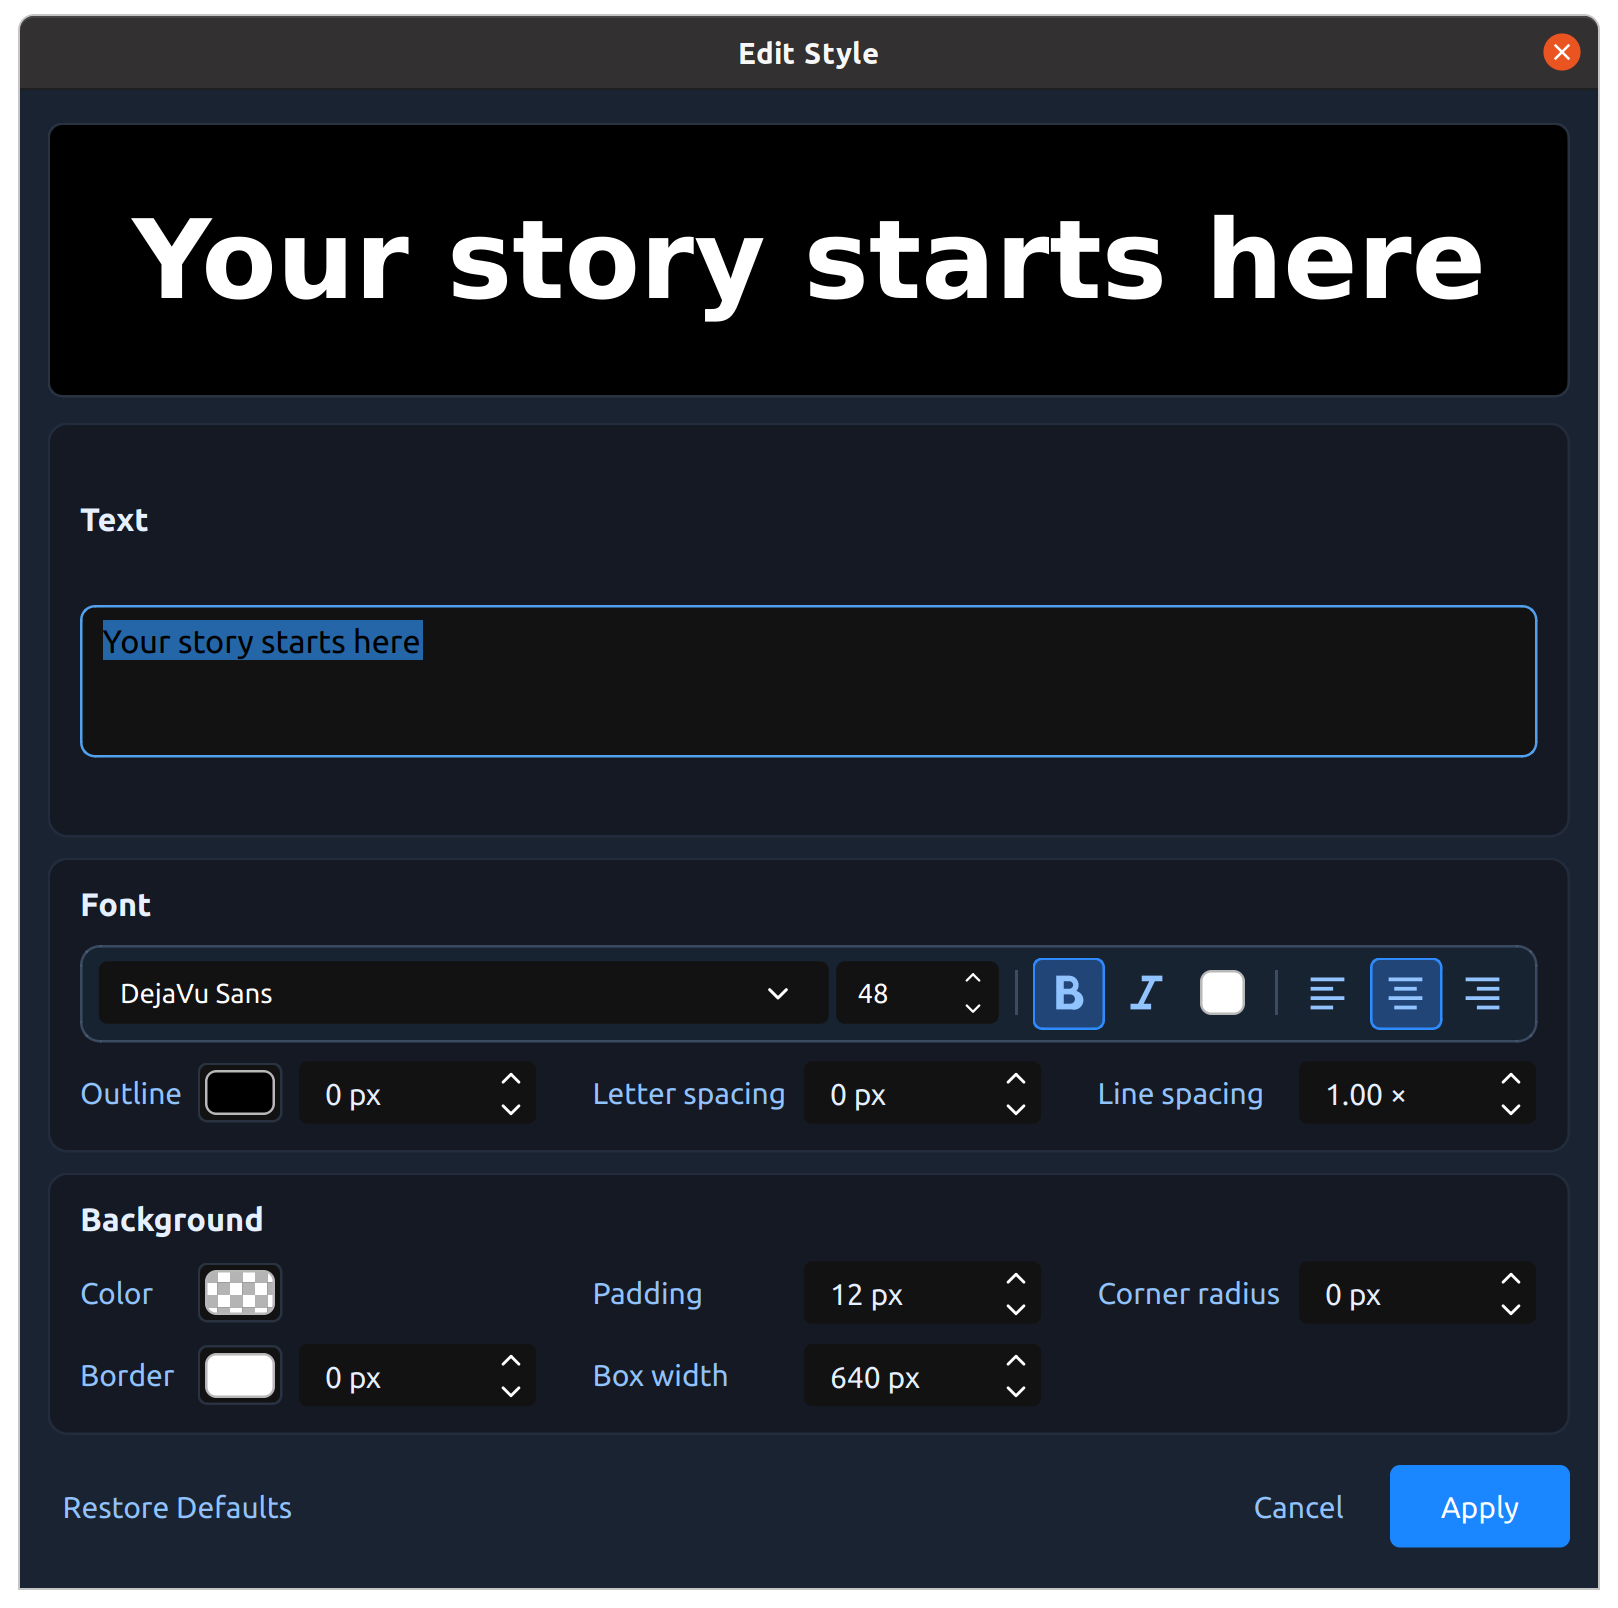 Edit Style
Your story starts here
Text
Your story starts here
Font
DejaVu Sans 48 B I
Outline 0 px Letter spacing 0 px Line spacing 1.00 ×
Background
Color Padding 12 px Corner radius 0 px
Border 0 px Box width 640 px
Restore Defaults Cancel Apply